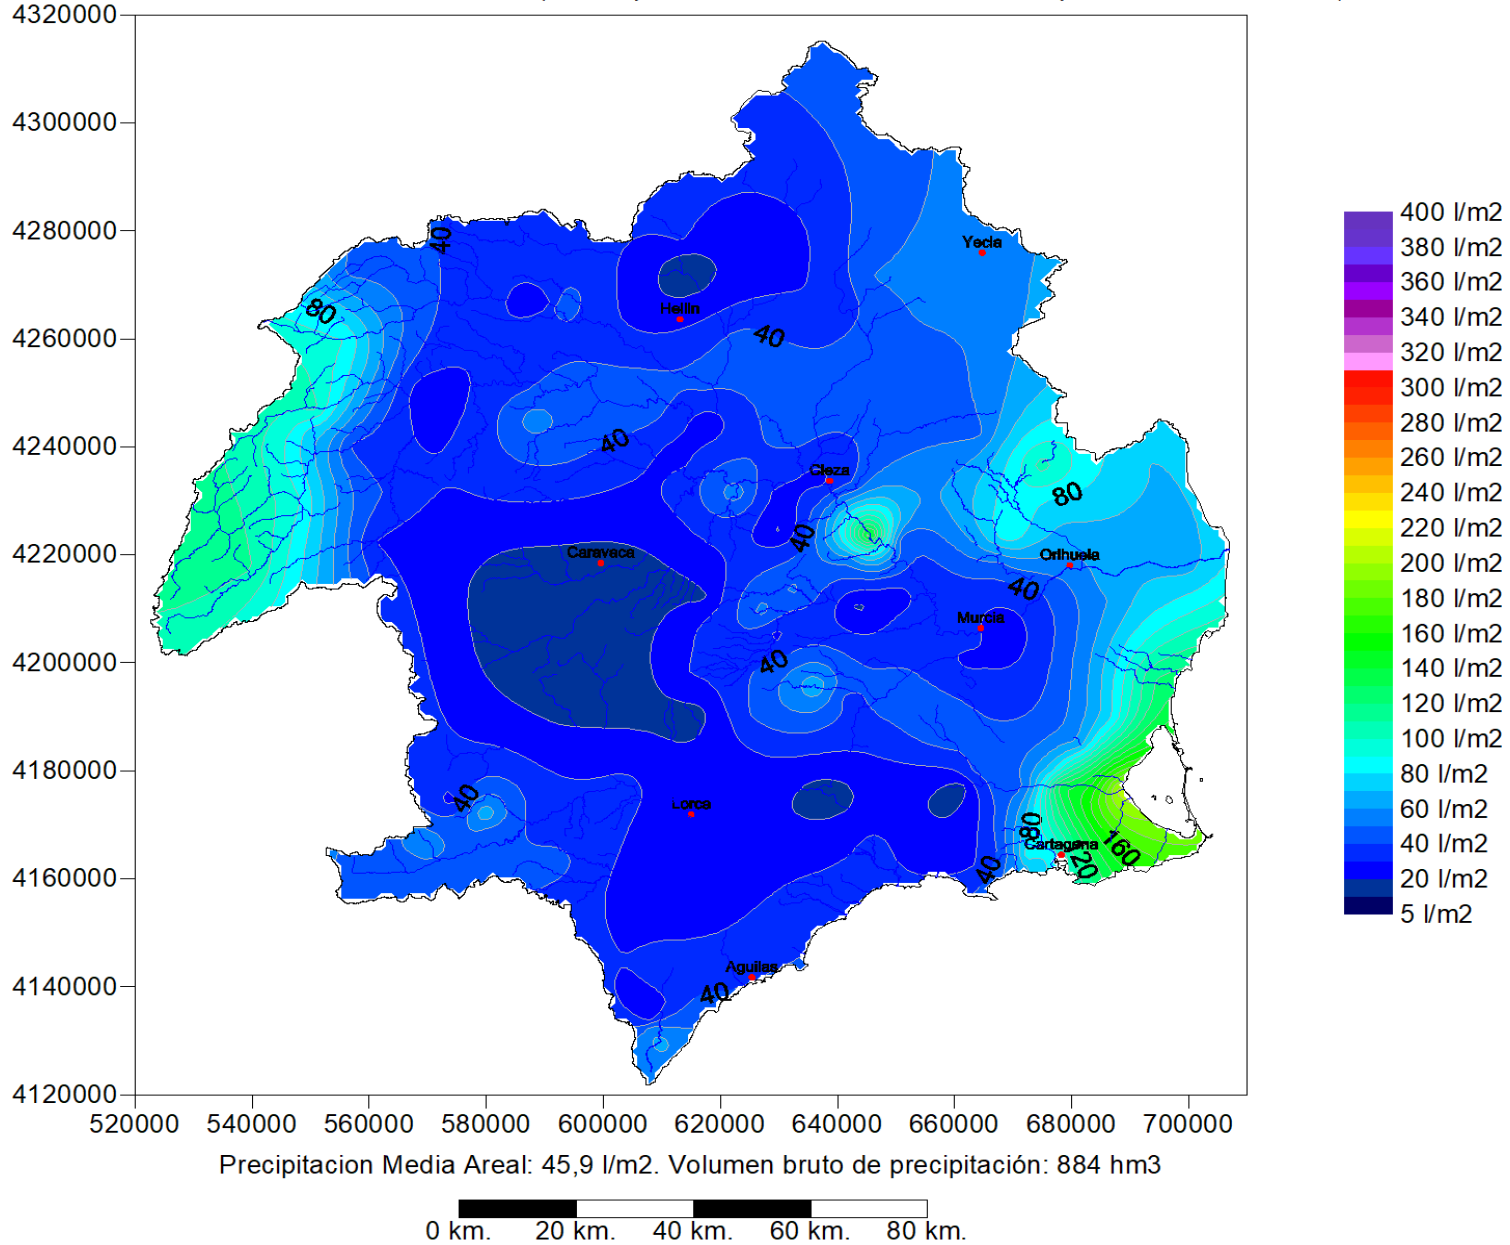 4320000
4300000
4280000
4260000
4240000
4220000
4200000
4180000
4160000
4140000
4120000
520000 540000 560000 580000 600000 620000 640000 660000 680000 700000
40
80
40
40
80
40
40
40
40
40
80
120
160
40
Yecla
Hellin
Cieza
Caravaca
Orihuela
Murcia
Lorca
Cartagena
Aguilas
400 l/m2
380 l/m2
360 l/m2
340 l/m2
320 l/m2
300 l/m2
280 l/m2
260 l/m2
240 l/m2
220 l/m2
200 l/m2
180 l/m2
160 l/m2
140 l/m2
120 l/m2
100 l/m2
80 l/m2
60 l/m2
40 l/m2
20 l/m2
5 l/m2
Precipitacion Media Areal: 45,9 l/m2. Volumen bruto de precipitación: 884 hm3
0 km. 20 km. 40 km. 60 km. 80 km.